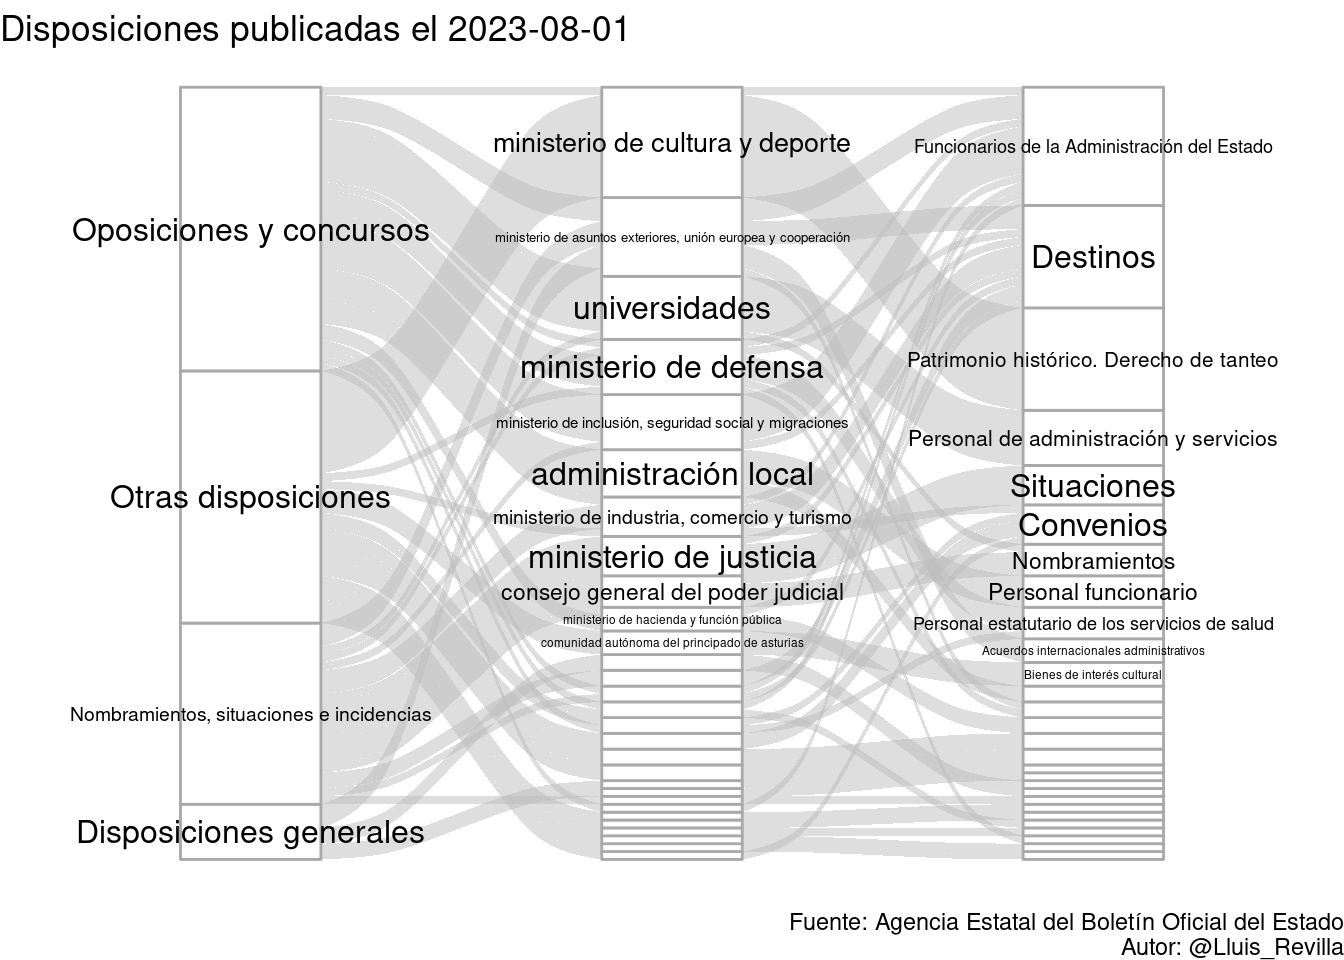 Disposiciones publicadas el 2023-08-01
Oposiciones y concursos
Otras disposiciones
Nombramientos, situaciones e incidencias
Disposiciones generales
ministerio de cultura y deporte
ministerio de asuntos exteriores, unión europea y cooperación
universidades
ministerio de defensa
ministerio de inclusión, seguridad social y migraciones
administración local
ministerio de industria, comercio y turismo
ministerio de justicia
consejo general del poder judicial
ministerio de hacienda y función pública
comunidad autónoma del principado de asturias
Funcionarios de la Administración del Estado
Destinos
Patrimonio histórico. Derecho de tanteo
Personal de administración y servicios
Situaciones
Convenios
Nombramientos
Personal funcionario
Personal estatutario de los servicios de salud
Acuerdos internacionales administrativos
Bienes de interés cultural
Fuente: Agencia Estatal del Boletín Oficial del Estado
Autor: @Lluis_Revilla